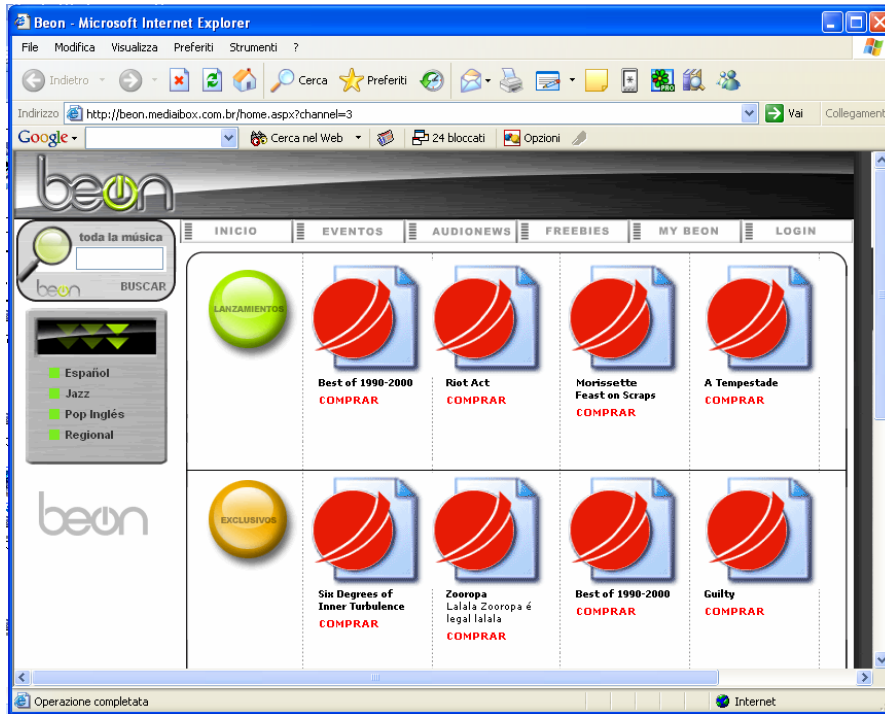 Beon - Microsoft Internet Explorer
File Modifica Visualizza Preferiti Strumenti ?
Indietro Cerca Preferiti PRO
Indirizzo http://beon.mediaibox.com.br/home.aspx?channel=3 Vai Collegament
Google Cerca nel Web 24 bloccati Opzioni
beon
INICIO EVENTOS AUDIONEWS FREEBIES MY BEON LOGIN
toda la música
beon BUSCAR
Español
Jazz
Pop Inglés
Regional
beon
LANZAMIENTOS
Best of 1990-2000
COMPRAR
Riot Act
COMPRAR
Morissette
Feast on Scraps
COMPRAR
A Tempestade
COMPRAR
EXCLUSIVOS
Six Degrees of
Inner Turbulence
COMPRAR
Zooropa
Lalala Zooropa é
legal lalala
COMPRAR
Best of 1990-2000
COMPRAR
Guilty
COMPRAR
Operazione completata Internet